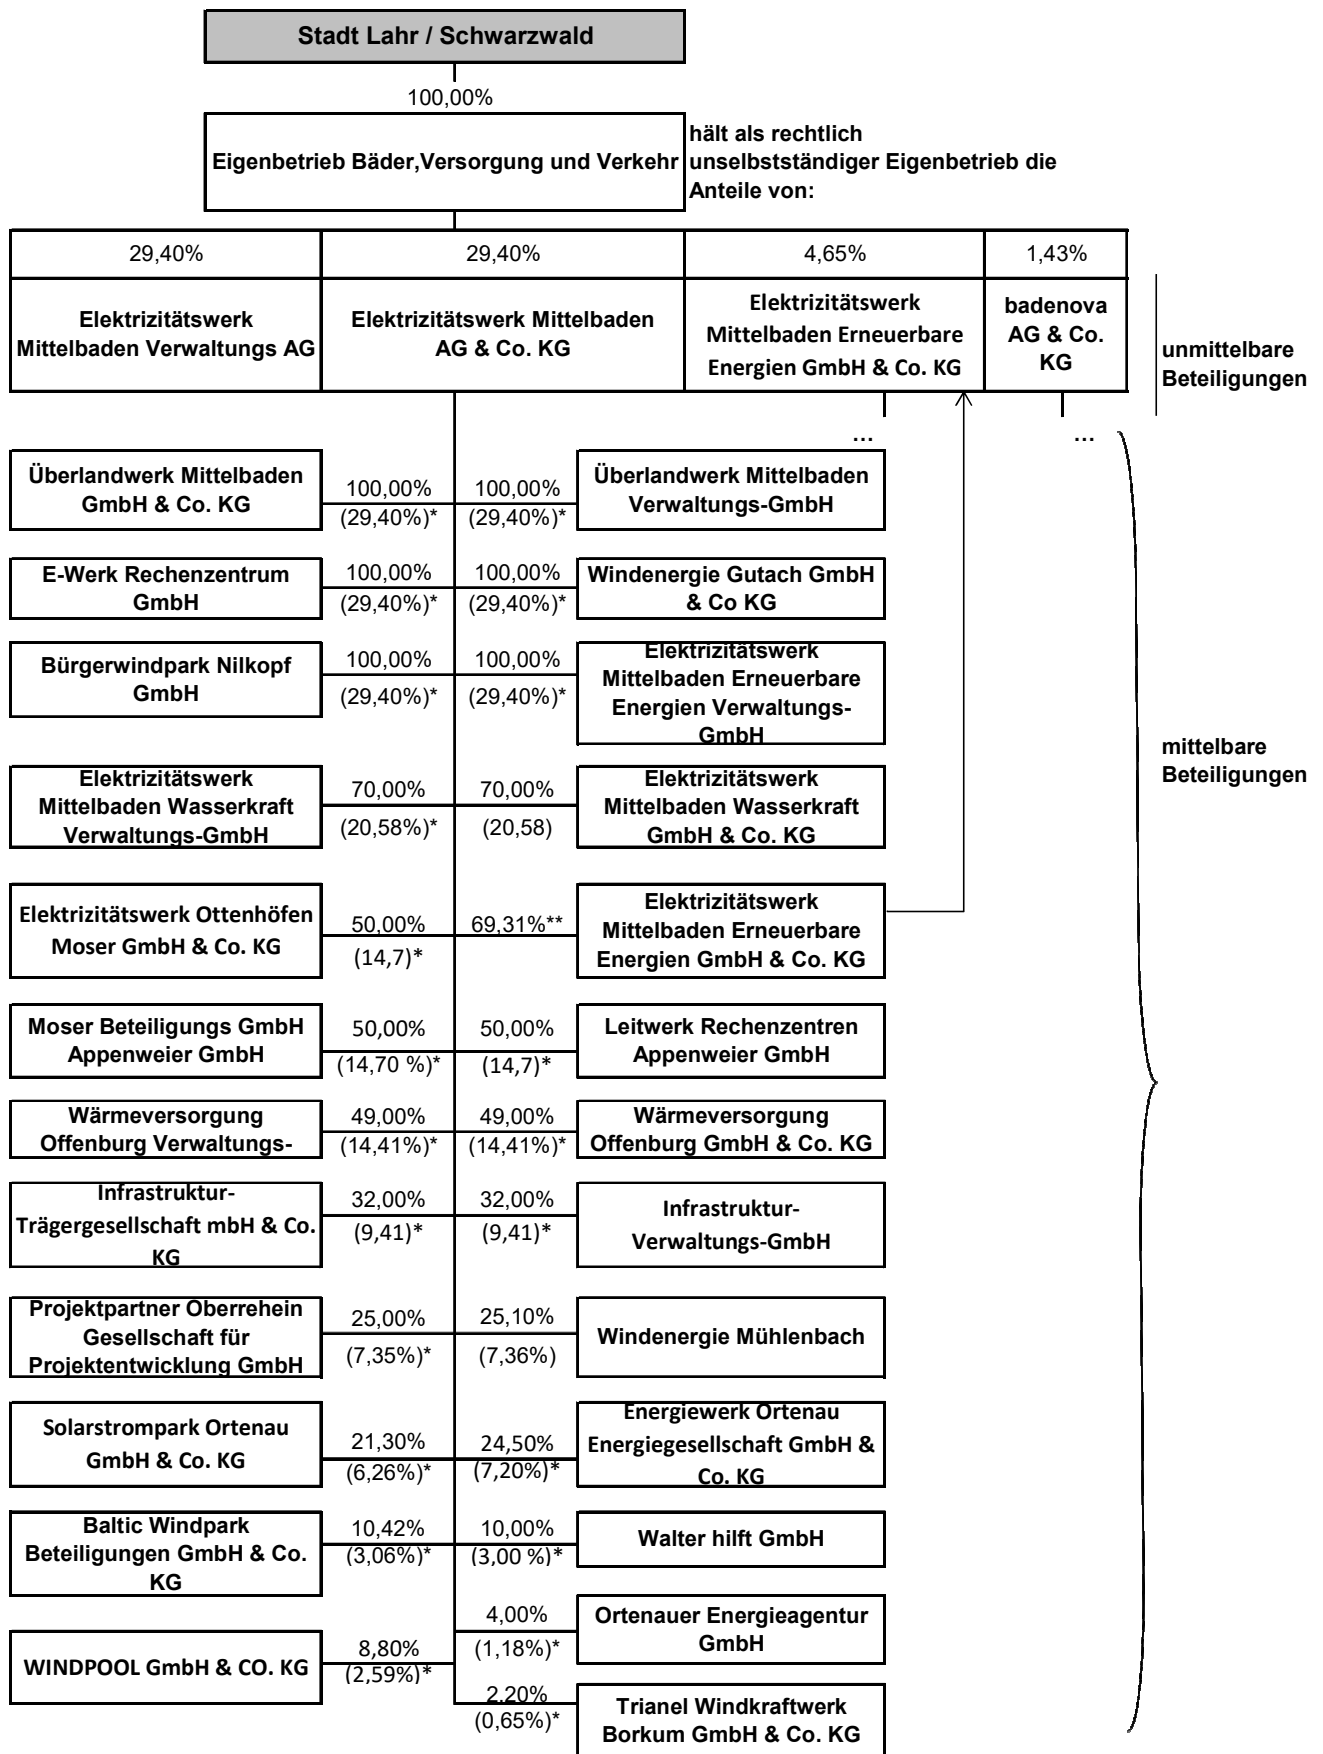 Stadt Lahr / Schwarzwald
100,00%
Eigenbetrieb Bäder,Versorgung und Verkehr
hält als rechtlich
unselbstständiger Eigenbetrieb die
Anteile von:
29,40%
29,40%
4,65%
1,43%
Elektrizitätswerk
Mittelbaden Verwaltungs AG
Elektrizitätswerk Mittelbaden
AG & Co. KG
Elektrizitätswerk
Mittelbaden Erneuerbare
Energien GmbH & Co. KG
badenova
AG & Co.
KG
unmittelbare
Beteiligungen
...
...
Überlandwerk Mittelbaden
GmbH & Co. KG
100,00%
(29,40%)*
100,00%
(29,40%)*
Überlandwerk Mittelbaden
Verwaltungs-GmbH
E-Werk Rechenzentrum
GmbH
100,00%
(29,40%)*
100,00%
(29,40%)*
Windenergie Gutach GmbH
& Co KG
Bürgerwindpark Nilkopf
GmbH
100,00%
(29,40%)*
100,00%
(29,40%)*
Elektrizitätswerk
Mittelbaden Erneuerbare
Energien Verwaltungs-
GmbH
mittelbare
Beteiligungen
Elektrizitätswerk
Mittelbaden Wasserkraft
Verwaltungs-GmbH
70,00%
(20,58%)*
70,00%
(20,58)
Elektrizitätswerk
Mittelbaden Wasserkraft
GmbH & Co. KG
Elektrizitätswerk Ottenhöfen
Moser GmbH & Co. KG
50,00%
(14,7)*
69,31%**
Elektrizitätswerk
Mittelbaden Erneuerbare
Energien GmbH & Co. KG
Moser Beteiligungs GmbH
Appenweier GmbH
50,00%
(14,70 %)*
50,00%
(14,7)*
Leitwerk Rechenzentren
Appenweier GmbH
Wärmeversorgung
Offenburg Verwaltungs-
49,00%
(14,41%)*
49,00%
(14,41%)*
Wärmeversorgung
Offenburg GmbH & Co. KG
Infrastruktur-
Trägergesellschaft mbH & Co.
KG
32,00%
(9,41)*
32,00%
(9,41)*
Infrastruktur-
Verwaltungs-GmbH
Projektpartner Oberrehein
Gesellschaft für
Projektentwicklung GmbH
25,00%
(7,35%)*
25,10%
(7,36%)
Windenergie Mühlenbach
Solarstrompark Ortenau
GmbH & Co. KG
21,30%
(6,26%)*
24,50%
(7,20%)*
Energiewerk Ortenau
Energiegesellschaft GmbH &
Co. KG
Baltic Windpark
Beteiligungen GmbH & Co.
KG
10,42%
(3,06%)*
10,00%
(3,00 %)*
Walter hilft GmbH
4,00%
(1,18%)*
Ortenauer Energieagentur
GmbH
WINDPOOL GmbH & CO. KG
8,80%
(2,59%)*
2,20%
(0,65%)*
Trianel Windkraftwerk
Borkum GmbH & Co. KG